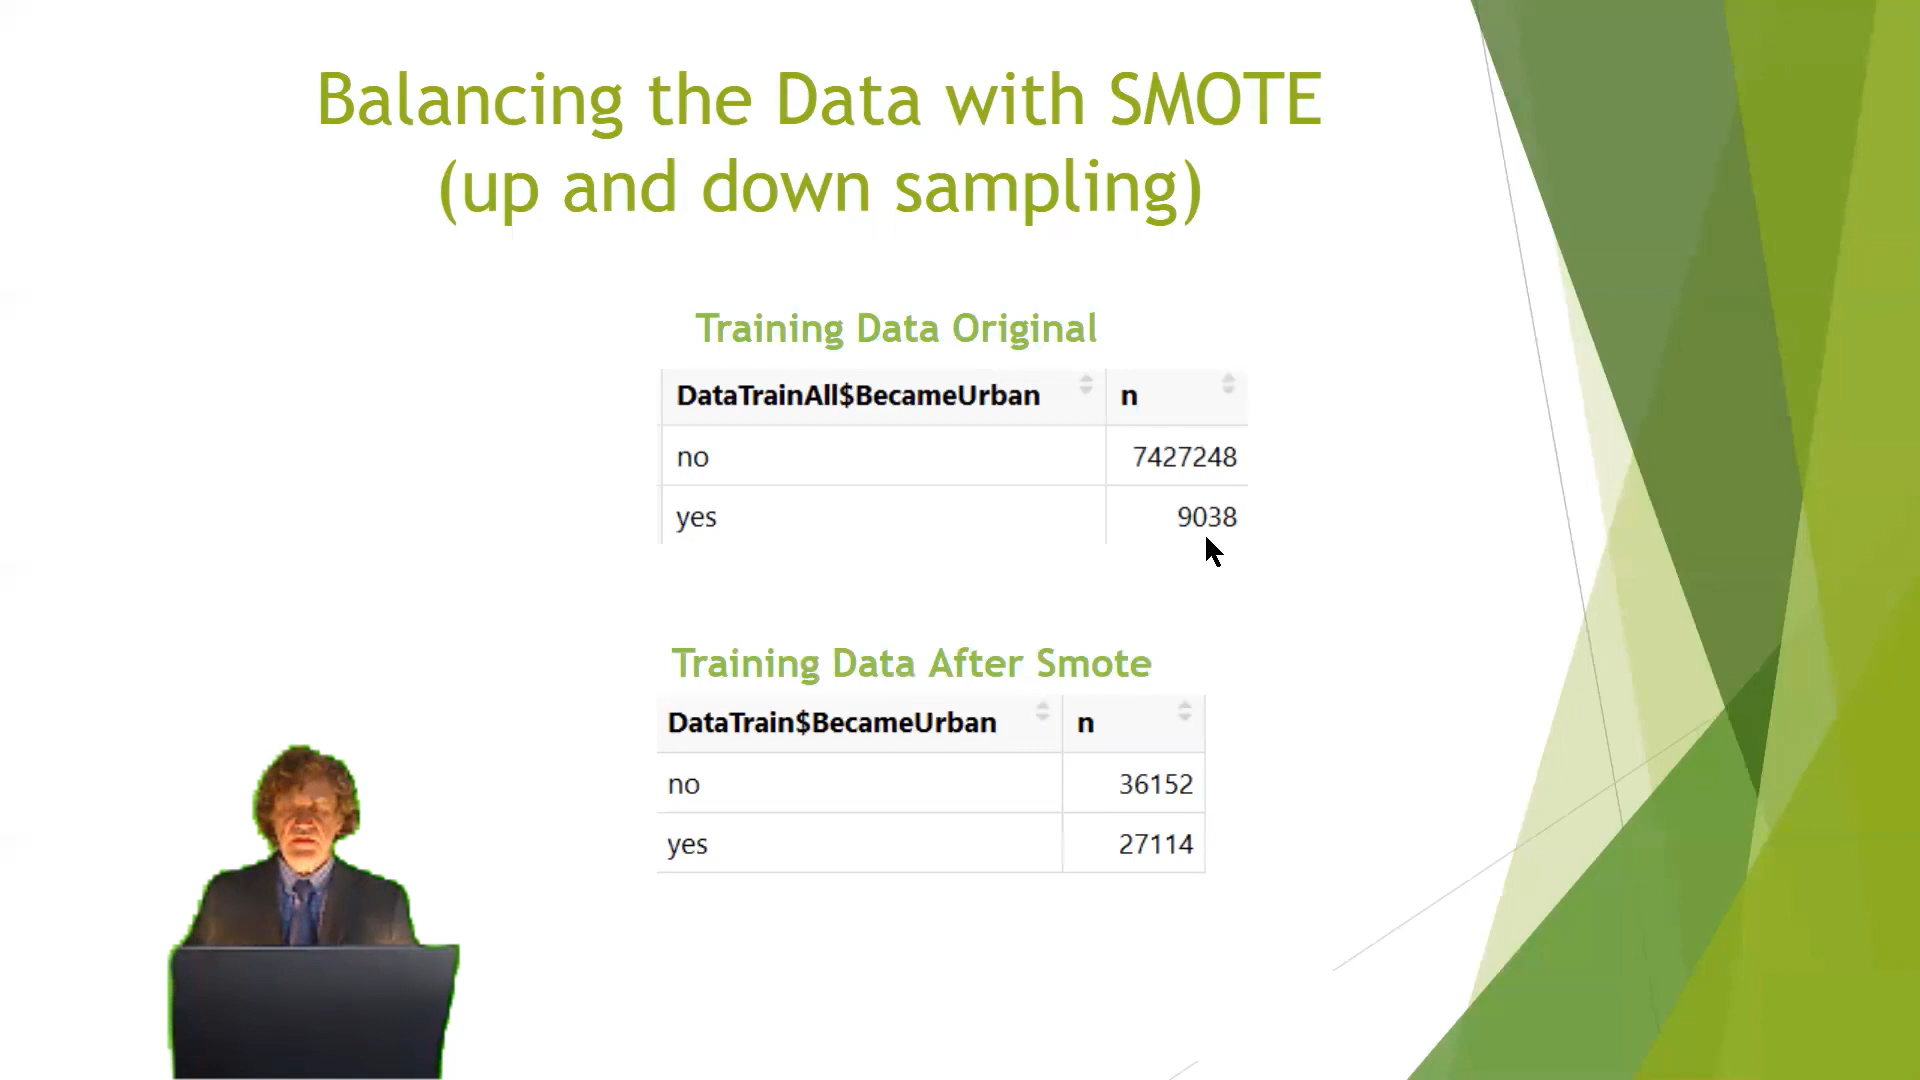 Balancing the Data with SMOTE
(up and down sampling)
Training Data Original
DataTrainAll$BecameUrban n
no 7427248
yes 9038
Training Data After Smote
DataTrain$BecameUrban n
no 36152
yes 27114